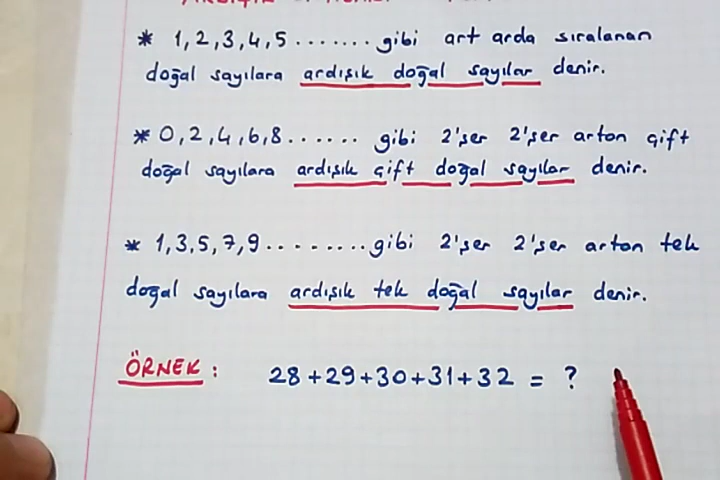 * 1, 2, 3, 4, 5 ....... gibi art arda sıralanan
doğal sayılara ardışık doğal sayılar denir.
* 0, 2, 4, 6, 8 ...... gibi 2'şer 2'şer artan çift
doğal sayılara ardışık çift doğal sayılar denir.
* 1, 3, 5, 7, 9 ........ gibi 2'şer 2'şer artan tek
doğal sayılara ardışık tek doğal sayılar denir.
ÖRNEK : 28 + 29 + 30 + 31 + 32 = ?